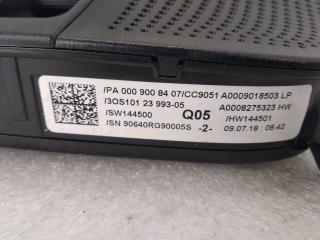 /PA 000 900 84 07/CC9051 A0009018503 LP
/3OS101 23 993-05 A0008275323 HW
/SW144500 Q05 /HW144501
/SN 90640RG90005S -2- 09.07.18 : 08.42